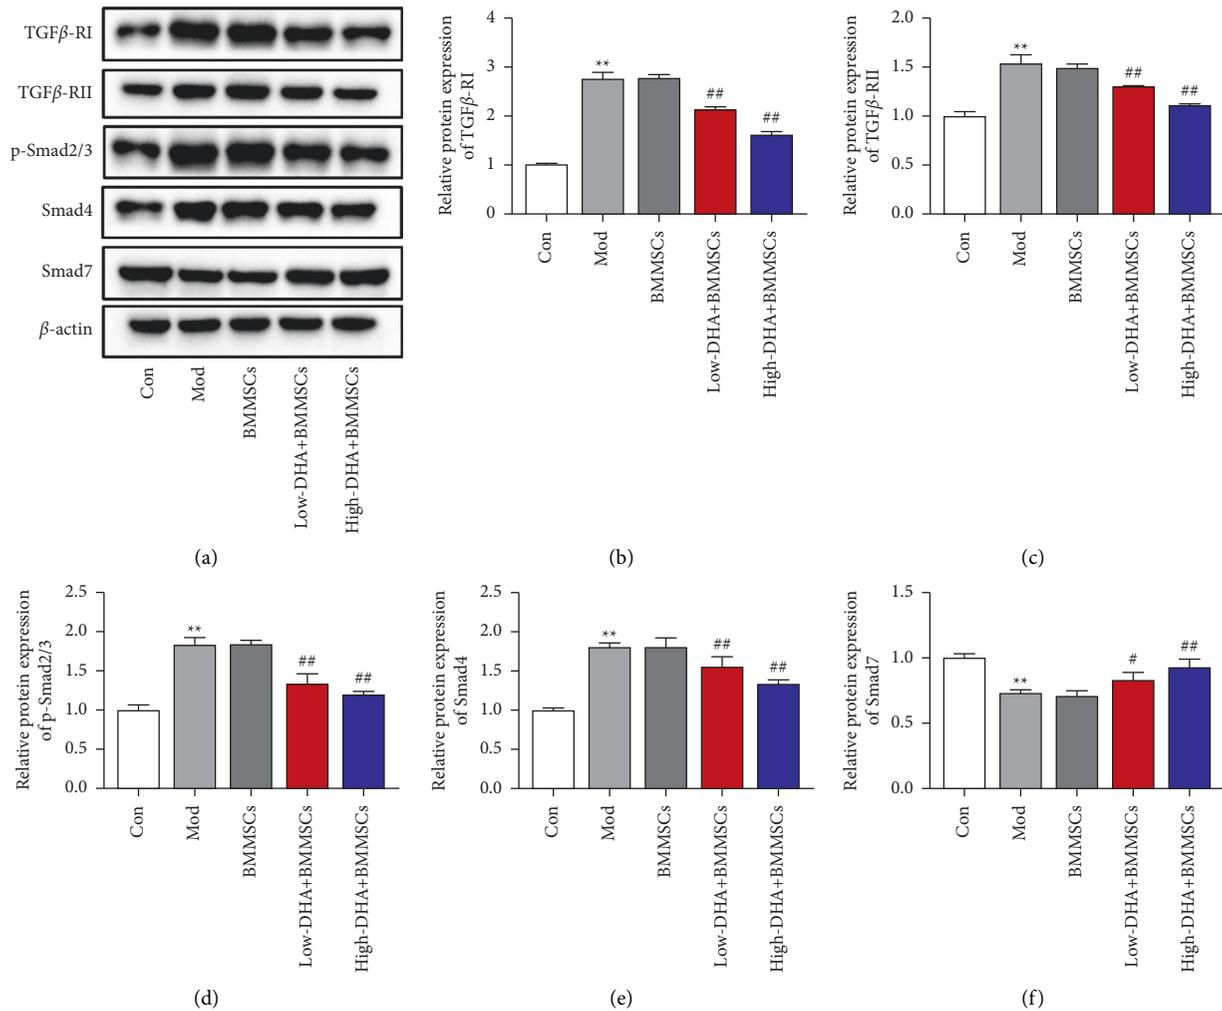 TGFβ-RI
TGFβ-RII
p-Smad2/3
Smad4
Smad7
β-actin
Con
Mod
BMMSCs
Low-DHA+BMMSCs
High-DHA+BMMSCs
(a)
Relative protein expression
of TGFβ-RI
4
3
2
1
0
**
##
##
Con
Mod
BMMSCs
Low-DHA+BMMSCs
High-DHA+BMMSCs
(b)
Relative protein expression
of TGFβ-RII
2.0
1.5
1.0
0.5
0.0
**
##
##
Con
Mod
BMMSCs
Low-DHA+BMMSCs
High-DHA+BMMSCs
(c)
Relative protein expression
of p-Smad2/3
2.5
2.0
1.5
1.0
0.5
0.0
**
##
##
Con
Mod
BMMSCs
Low-DHA+BMMSCs
High-DHA+BMMSCs
(d)
Relative protein expression
of Smad4
2.5
2.0
1.5
1.0
0.5
0.0
**
##
##
Con
Mod
BMMSCs
Low-DHA+BMMSCs
High-DHA+BMMSCs
(e)
Relative protein expression
of Smad7
1.5
1.0
0.5
0.0
**
#
##
Con
Mod
BMMSCs
Low-DHA+BMMSCs
High-DHA+BMMSCs
(f)